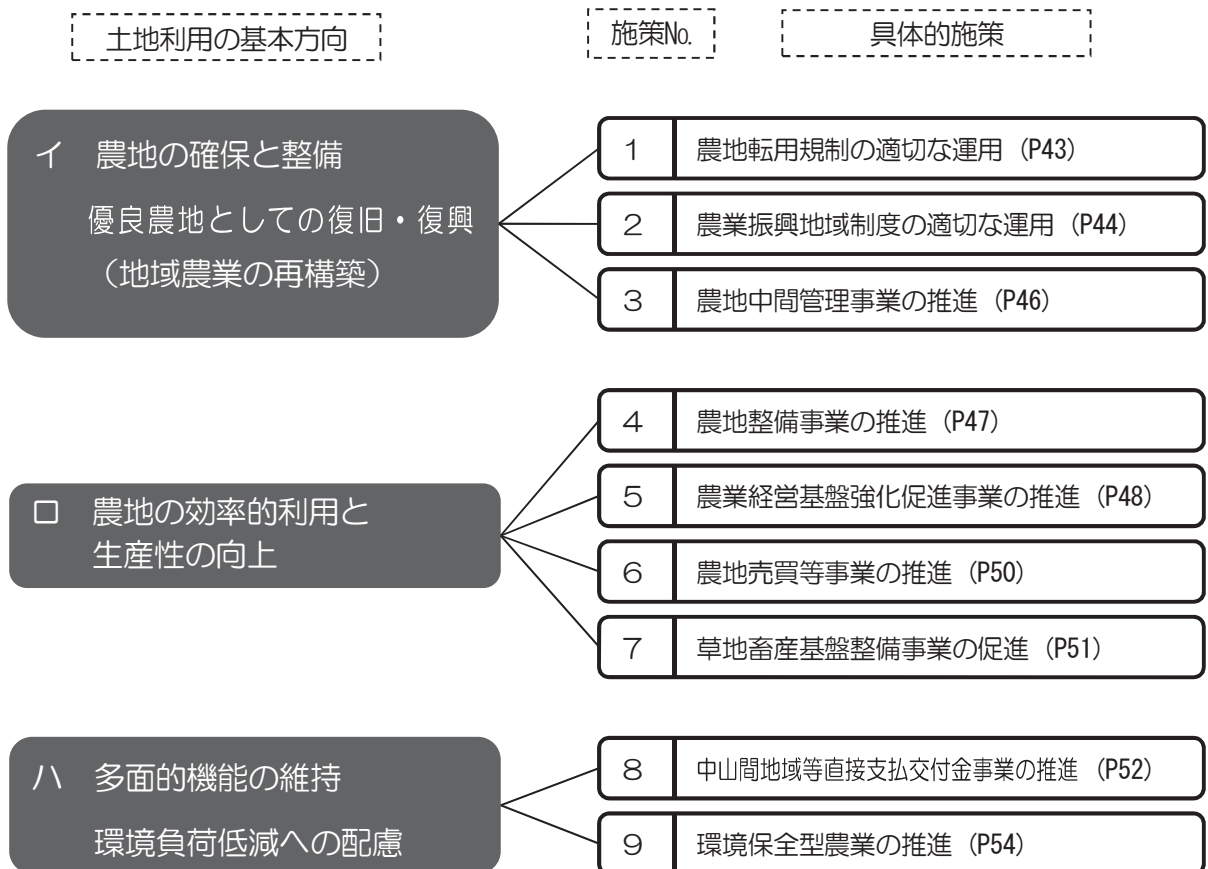 土地利用の基本方向
施策No.
具体的施策
イ 農地の確保と整備
優良農地としての復旧・復興
（地域農業の再構築）
1 農地転用規制の適切な運用（P43）
2 農業振興地域制度の適切な運用（P44）
3 農地中間管理事業の推進（P46）
ロ 農地の効率的利用と
生産性の向上
4 農地整備事業の推進（P47）
5 農業経営基盤強化促進事業の推進（P48）
6 農地売買等事業の推進（P50）
7 草地畜産基盤整備事業の促進（P51）
ハ 多面的機能の維持
環境負荷低減への配慮
8 中山間地域等直接支払交付金事業の推進（P52）
9 環境保全型農業の推進（P54）